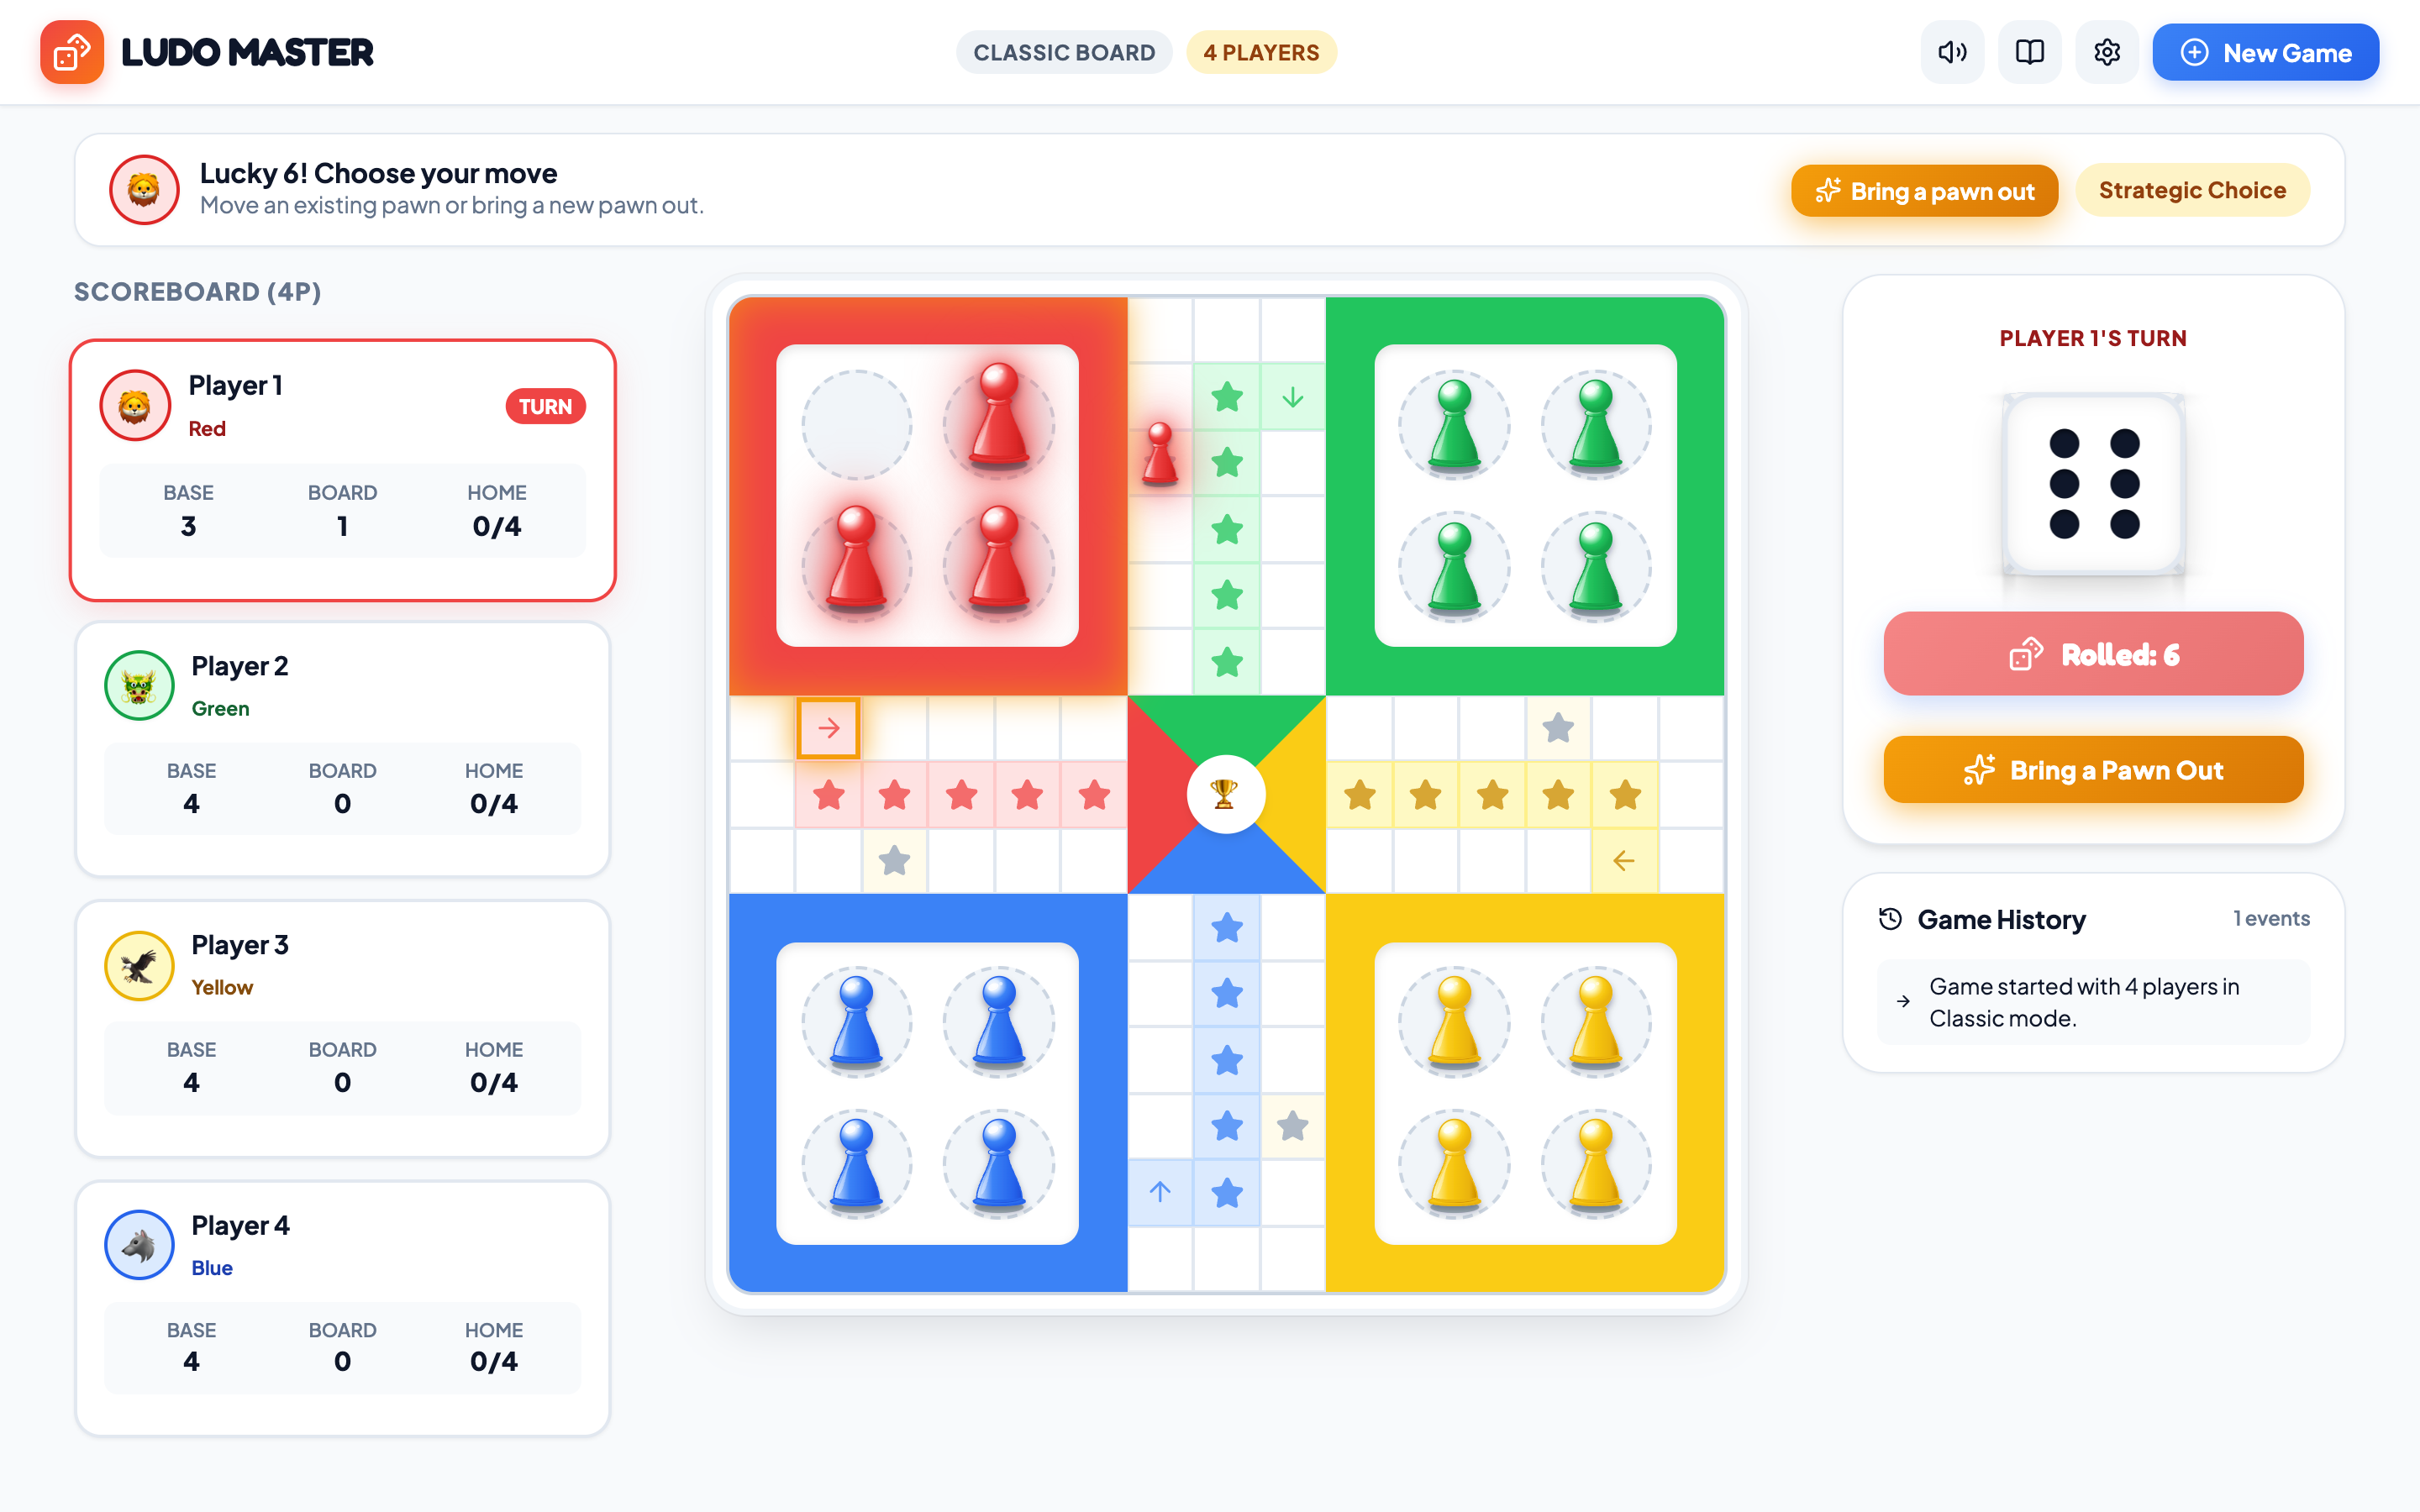 LUDO MASTER
CLASSIC BOARD
4 PLAYERS
New Game
Lucky 6! Choose your move
Move an existing pawn or bring a new pawn out.
Bring a pawn out
Strategic Choice
SCOREBOARD (4P)
Player 1
Red
TURN
BASE BOARD HOME
3 1 0/4
Player 2
Green
BASE BOARD HOME
4 0 0/4
Player 3
Yellow
BASE BOARD HOME
4 0 0/4
Player 4
Blue
BASE BOARD HOME
4 0 0/4
PLAYER 1'S TURN
Rolled: 6
Bring a Pawn Out
Game History
1 events
Game started with 4 players in
Classic mode.